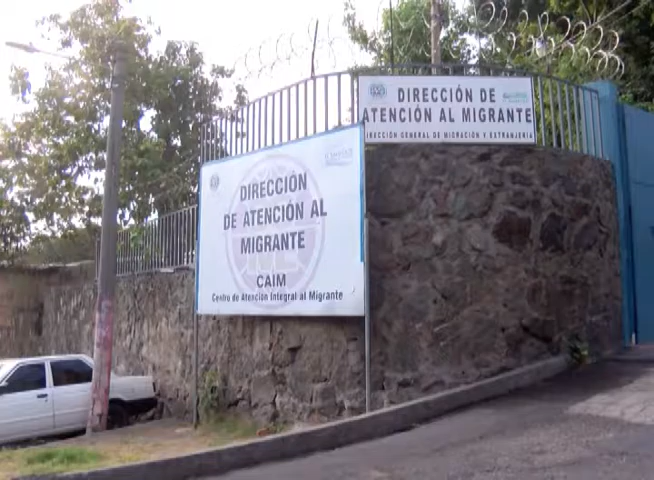 DIRECCIÓN DE
ATENCIÓN AL MIGRANTE
DIRECCIÓN GENERAL DE MIGRACIÓN Y EXTRANJERÍA
DIRECCIÓN
DE ATENCIÓN AL
MIGRANTE
CAIM
Centro de Atención Integral al Migrante